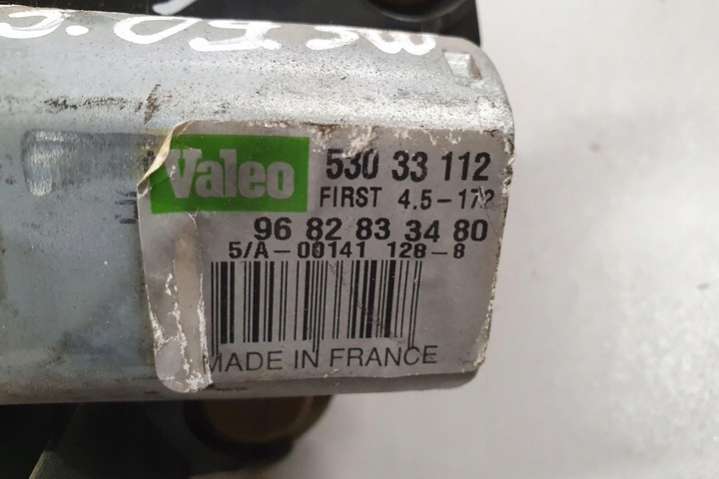 Valeo
530 33 112
FIRST 4.5-172
96 82 83 34 80
5/A-00141 128-8
MADE IN FRANCE